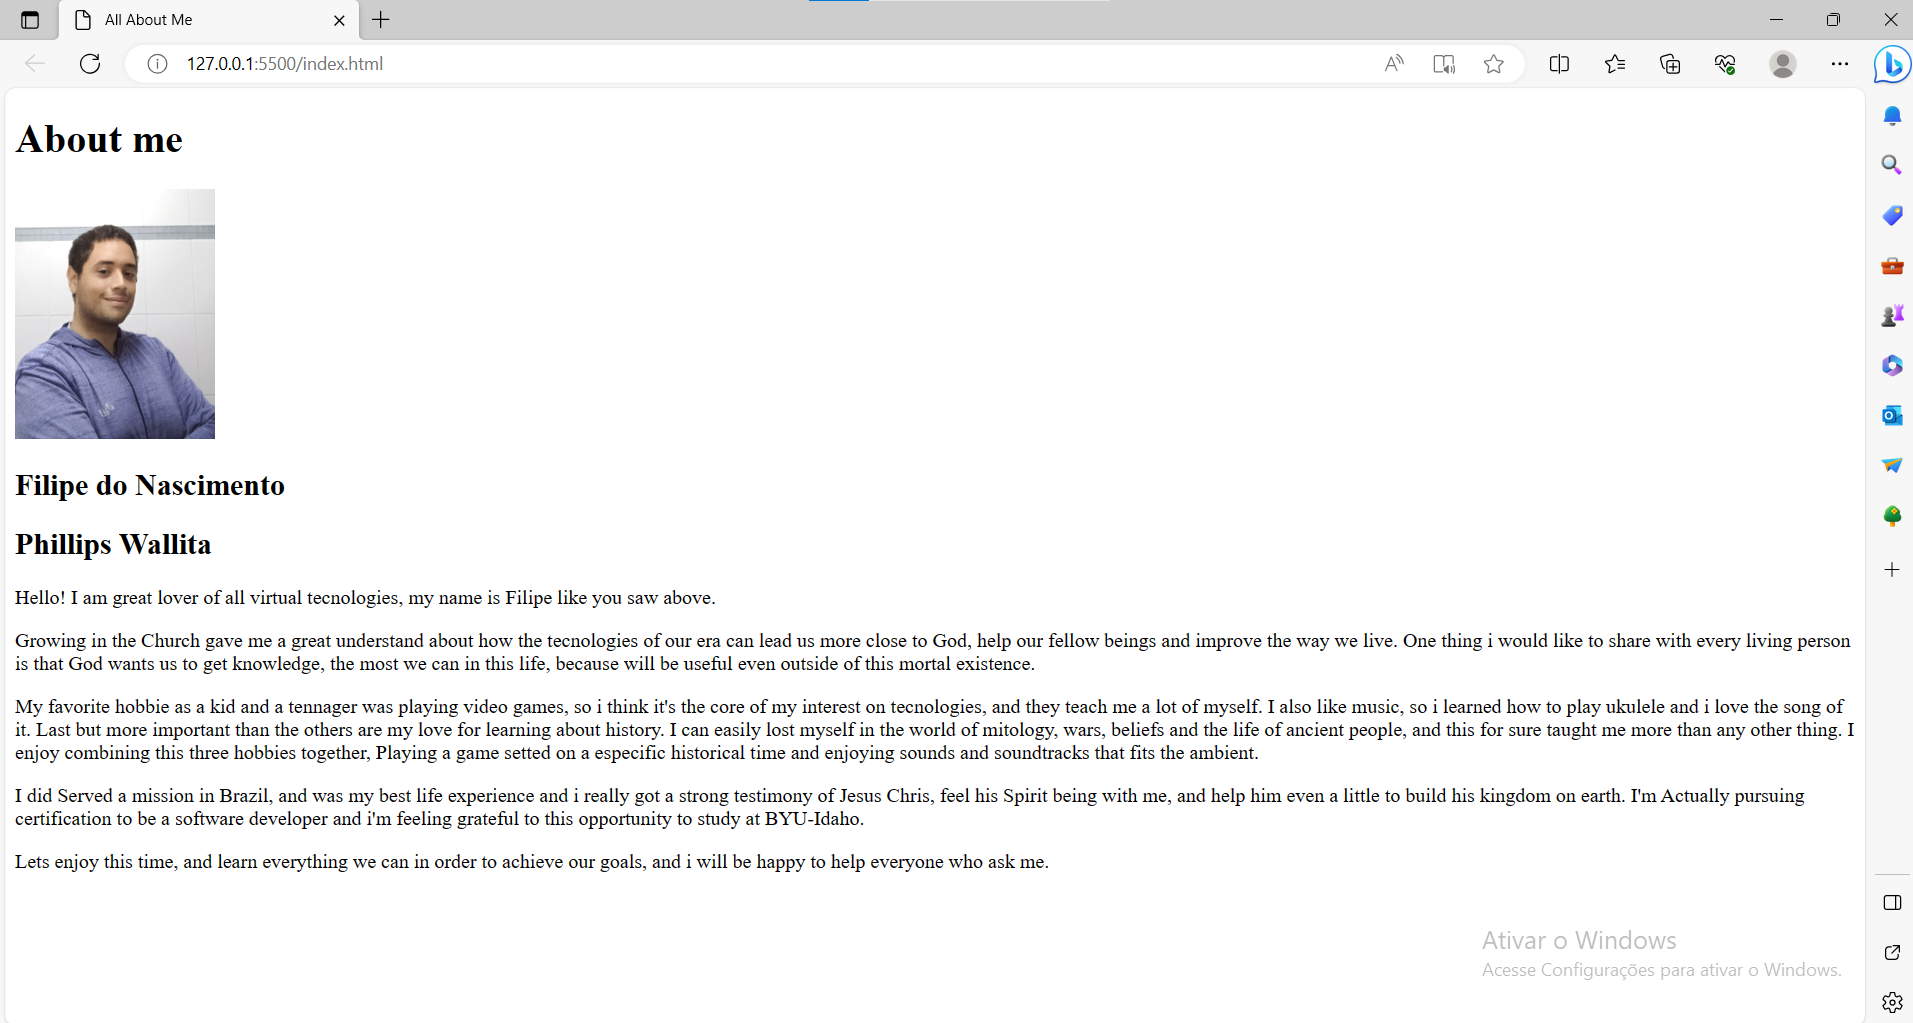 All About Me
127.0.0.1:5500/index.html
About me
Filipe do Nascimento
Phillips Wallita
Hello! I am great lover of all virtual tecnologies, my name is Filipe like you saw above.
Growing in the Church gave me a great understand about how the tecnologies of our era can lead us more close to God, help our fellow beings and improve the way we live. One thing i would like to share with every living person
is that God wants us to get knowledge, the most we can in this life, because will be useful even outside of this mortal existence.
My favorite hobbie as a kid and a tennager was playing video games, so i think it's the core of my interest on tecnologies, and they teach me a lot of myself. I also like music, so i learned how to play ukulele and i love the song of
it. Last but more important than the others are my love for learning about history. I can easily lost myself in the world of mitology, wars, beliefs and the life of ancient people, and this for sure taught me more than any other thing. I
enjoy combining this three hobbies together, Playing a game setted on a especific historical time and enjoying sounds and soundtracks that fits the ambient.
I did Served a mission in Brazil, and was my best life experience and i really got a strong testimony of Jesus Chris, feel his Spirit being with me, and help him even a little to build his kingdom on earth. I'm Actually pursuing
certification to be a software developer and i'm feeling grateful to this opportunity to study at BYU-Idaho.
Lets enjoy this time, and learn everything we can in order to achieve our goals, and i will be happy to help everyone who ask me.
Ativar o Windows
Acesse Configurações para ativar o Windows.